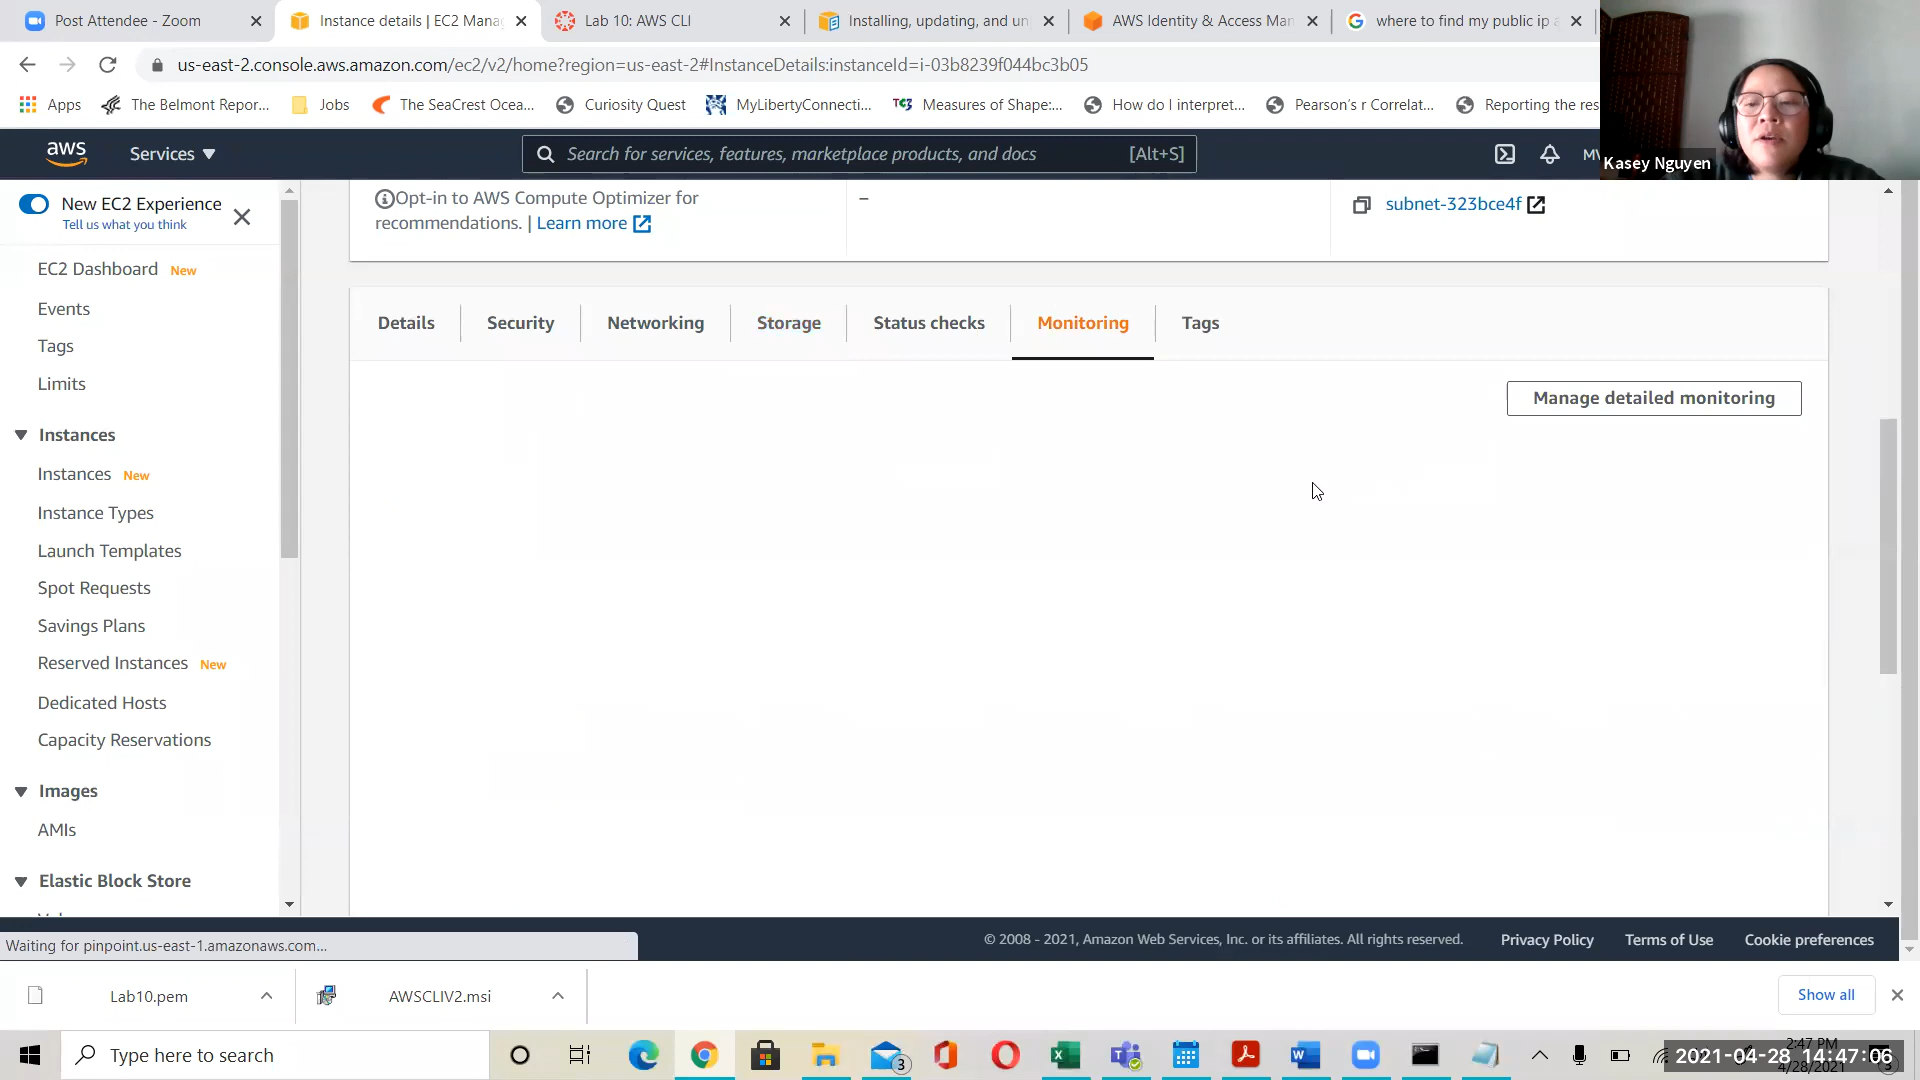 Post Attendee - Zoom
Instance details | EC2 Mana
Lab 10: AWS CLI
Installing, updating, and un
AWS Identity & Access Man
where to find my public ip a
us-east-2.console.aws.amazon.com/ec2/v2/home?region=us-east-2#InstanceDetails:instanceId=i-03b8239f044bc3b05
Apps
The Belmont Repor...
Jobs
The SeaCrest Ocea...
Curiosity Quest
MyLibertyConnecti...
TC3
Measures of Shape:...
How do I interpret...
Pearson's r Correlat...
Reporting the res
aws
Services
Search for services, features, marketplace products, and docs
[Alt+S]
Kasey Nguyen
New EC2 Experience
Tell us what you think
EC2 Dashboard New
Events
Tags
Limits
Instances
Instances New
Instance Types
Launch Templates
Spot Requests
Savings Plans
Reserved Instances New
Dedicated Hosts
Capacity Reservations
Images
AMIs
Elastic Block Store
Opt-in to AWS Compute Optimizer for
recommendations. | Learn more
–
subnet-323bce4f
Details
Security
Networking
Storage
Status checks
Monitoring
Tags
Manage detailed monitoring
Waiting for pinpoint.us-east-1.amazonaws.com...
© 2008 - 2021, Amazon Web Services, Inc. or its affiliates. All rights reserved.
Privacy Policy
Terms of Use
Cookie preferences
Lab10.pem
AWSCLIV2.msi
Show all
Type here to search
3
2:47 PM
4/28/2021
2021-04-28 14:47:06